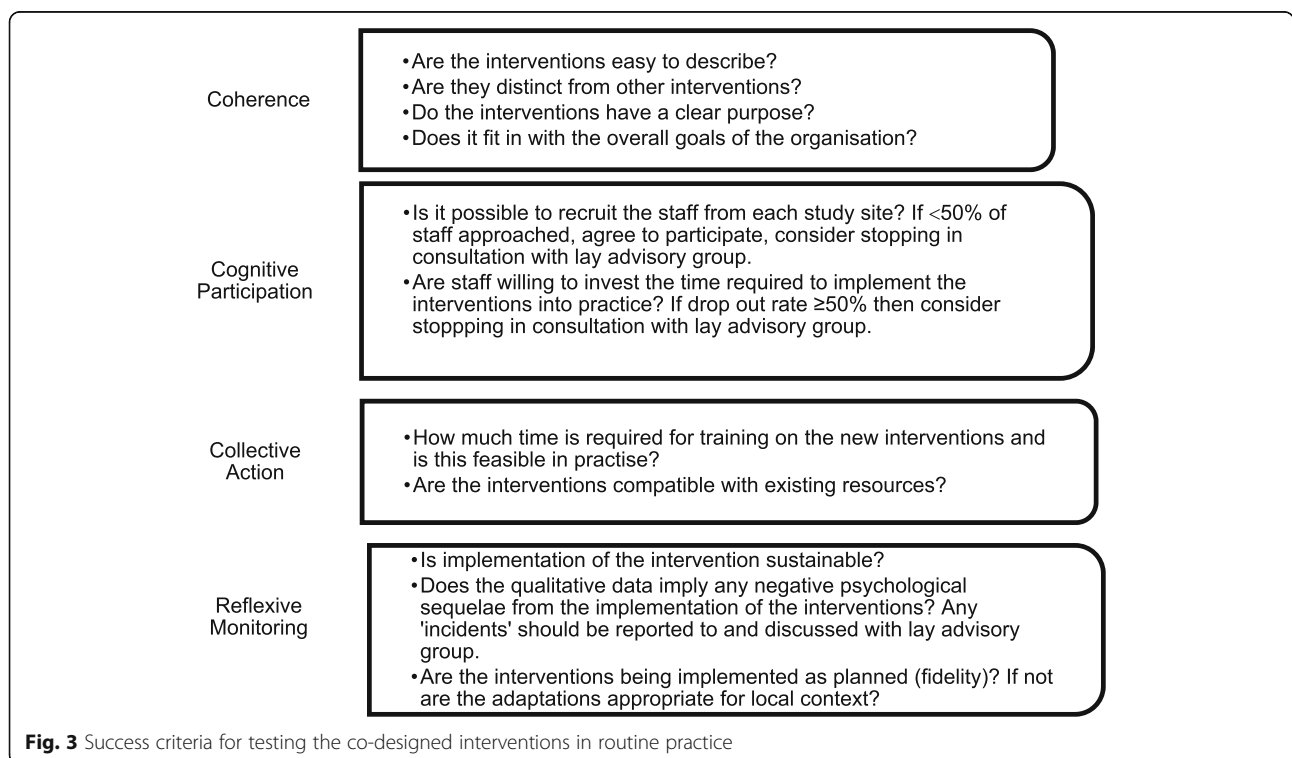 Coherence
•Are the interventions easy to describe?
•Are they distinct from other interventions?
•Do the interventions have a clear purpose?
•Does it fit in with the overall goals of the organisation?
Cognitive
Participation
•Is it possible to recruit the staff from each study site? If <50% of
staff approached, agree to participate, consider stopping in
consultation with lay advisory group.
•Are staff willing to invest the time required to implement the
interventions into practice? If drop out rate ≥50% then consider
stoppping in consultation with lay advisory group.
Collective
Action
•How much time is required for training on the new interventions and
is this feasible in practise?
•Are the interventions compatible with existing resources?
Reflexive
Monitoring
•Is implementation of the intervention sustainable?
•Does the qualitative data imply any negative psychological
sequelae from the implementation of the interventions? Any
'incidents' should be reported to and discussed with lay advisory
group.
•Are the interventions being implemented as planned (fidelity)? If not
are the adaptations appropriate for local context?
Fig. 3 Success criteria for testing the co-designed interventions in routine practice